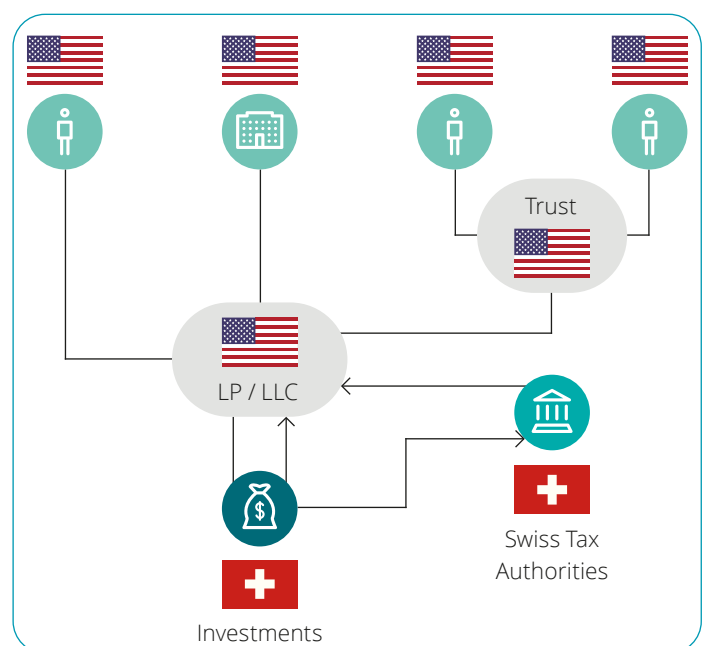 Trust
LP / LLC
$
Swiss Tax
Authorities
Investments